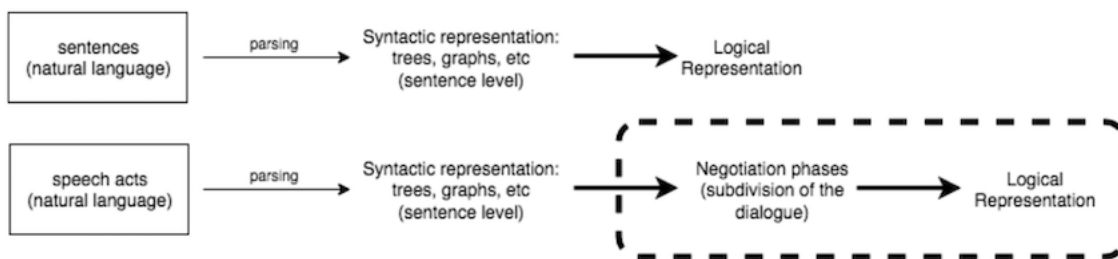 sentences
(natural language)
parsing
Syntactic representation:
trees, graphs, etc
(sentence level)
Logical
Representation
speech acts
(natural language)
parsing
Syntactic representation:
trees, graphs, etc
(sentence level)
Negotiation phases
(subdivision of the
dialogue)
Logical
Representation